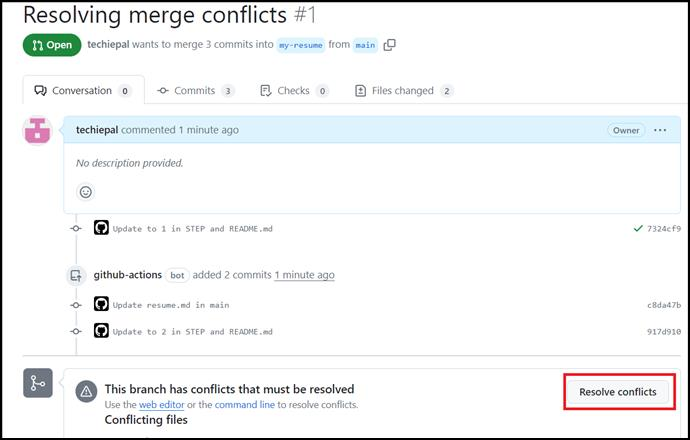 Resolving merge conflicts #1
Open techiepal wants to merge 3 commits into my-resume from main
Conversation 0 Commits 3 Checks 0 Files changed 2
techiepal commented 1 minute ago Owner
No description provided.
Update to 1 in STEP and README.md 7324cf9
github-actions bot added 2 commits 1 minute ago
Update resume.md in main c8da47b
Update to 2 in STEP and README.md 917d910
This branch has conflicts that must be resolved Resolve conflicts
Use the web editor or the command line to resolve conflicts.
Conflicting files